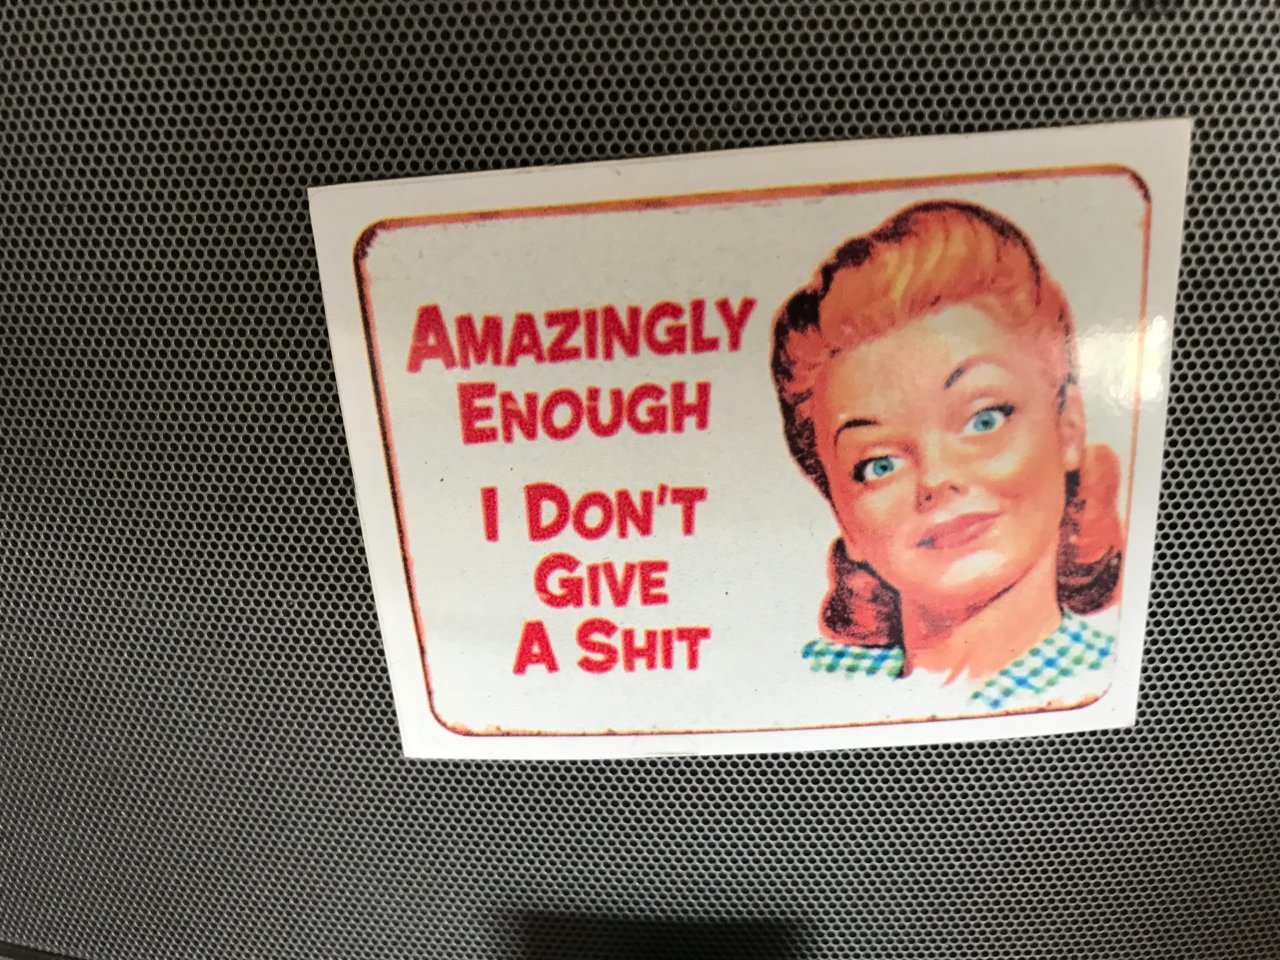 AMAZINGLY
ENOUGH
I DON'T
GIVE
A SHIT